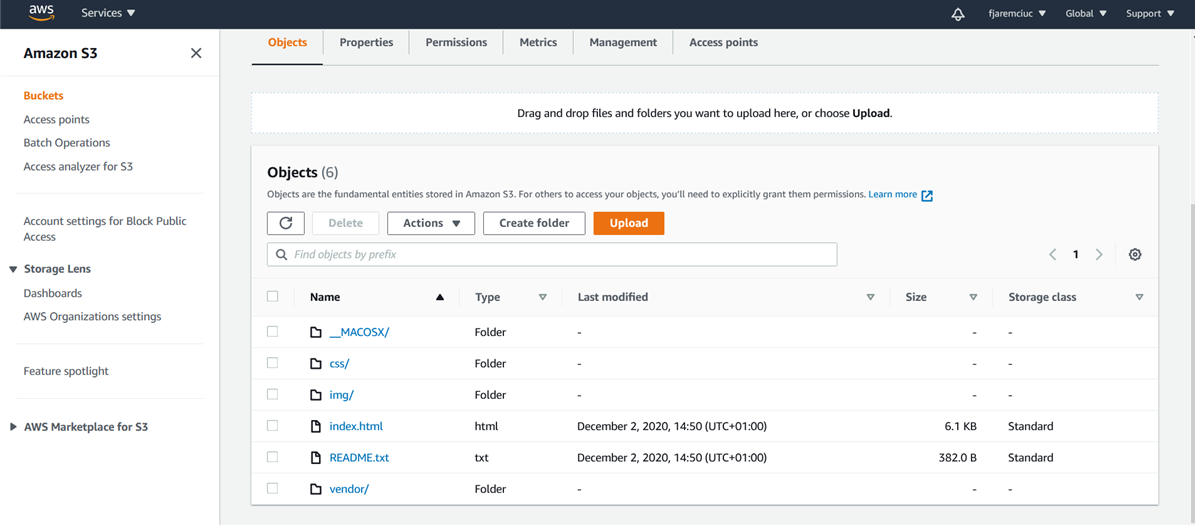 aws Services fjaremciuc Global Support
Amazon S3
Buckets
Access points
Batch Operations
Access analyzer for S3
Account settings for Block Public
Access
Storage Lens
Dashboards
AWS Organizations settings
Feature spotlight
AWS Marketplace for S3
Objects Properties Permissions Metrics Management Access points
Drag and drop files and folders you want to upload here, or choose Upload.
Objects (6)
Objects are the fundamental entities stored in Amazon S3. For others to access your objects, you'll need to explicitly grant them permissions. Learn more
Delete Actions Create folder Upload
Find objects by prefix 1
Name Type Last modified Size Storage class
__MACOSX/ Folder - - -
css/ Folder - - -
img/ Folder - - -
index.html html December 2, 2020, 14:50 (UTC+01:00) 6.1 KB Standard
README.txt txt December 2, 2020, 14:50 (UTC+01:00) 382.0 B Standard
vendor/ Folder - - -